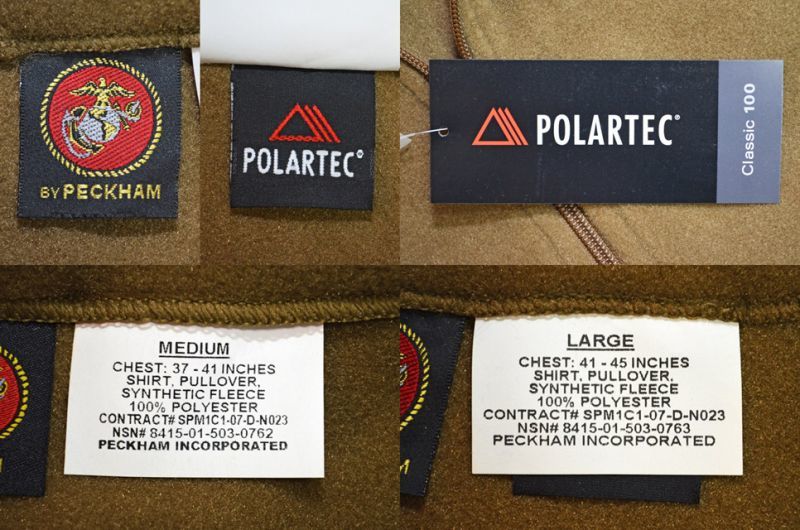 BY PECKHAM
POLARTEC®
POLARTEC®
Classic 100
MEDIUM
CHEST: 37 - 41 INCHES
SHIRT, PULLOVER,
SYNTHETIC FLEECE
100% POLYESTER
CONTRACT# SPM1C1-07-D-N023
NSN# 8415-01-503-0762
PECKHAM INCORPORATED
LARGE
CHEST: 41 - 45 INCHES
SHIRT, PULLOVER,
SYNTHETIC FLEECE
100% POLYESTER
CONTRACT# SPM1C1-07-D-N023
NSN# 8415-01-503-0763
PECKHAM INCORPORATED